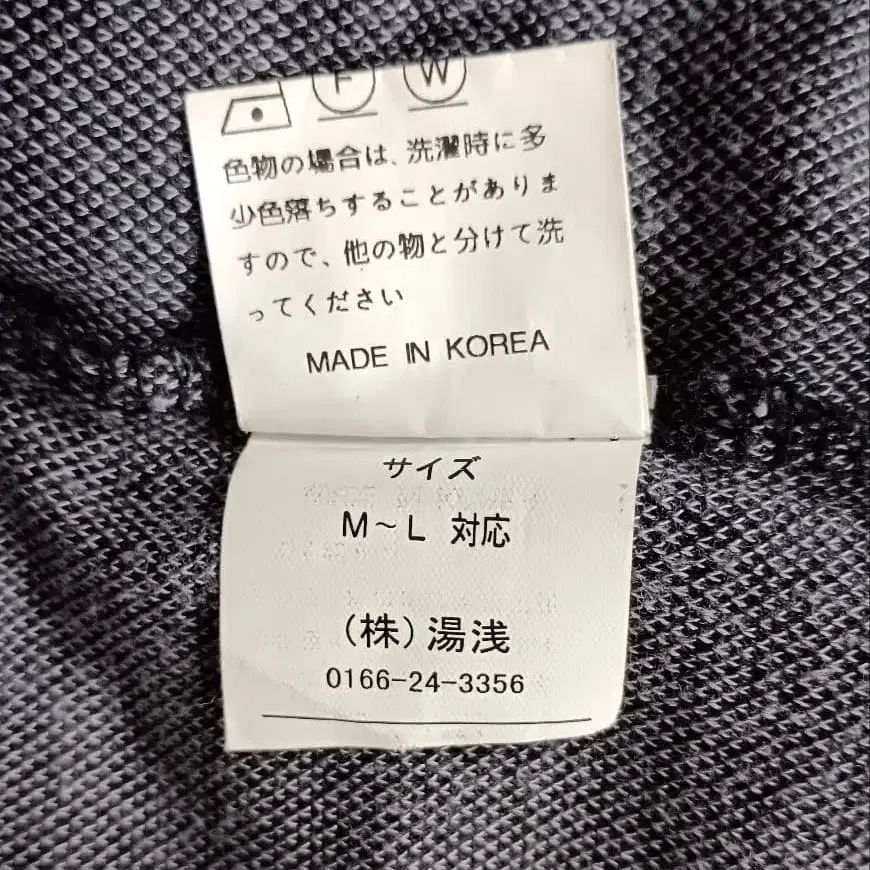 F W
色物の場合は、洗濯時に多
少色落ちすることがありま
すので、他の物と分けて洗
ってください
MADE IN KOREA
サイズ
M～L 対応
(株)湯浅
0166-24-3356